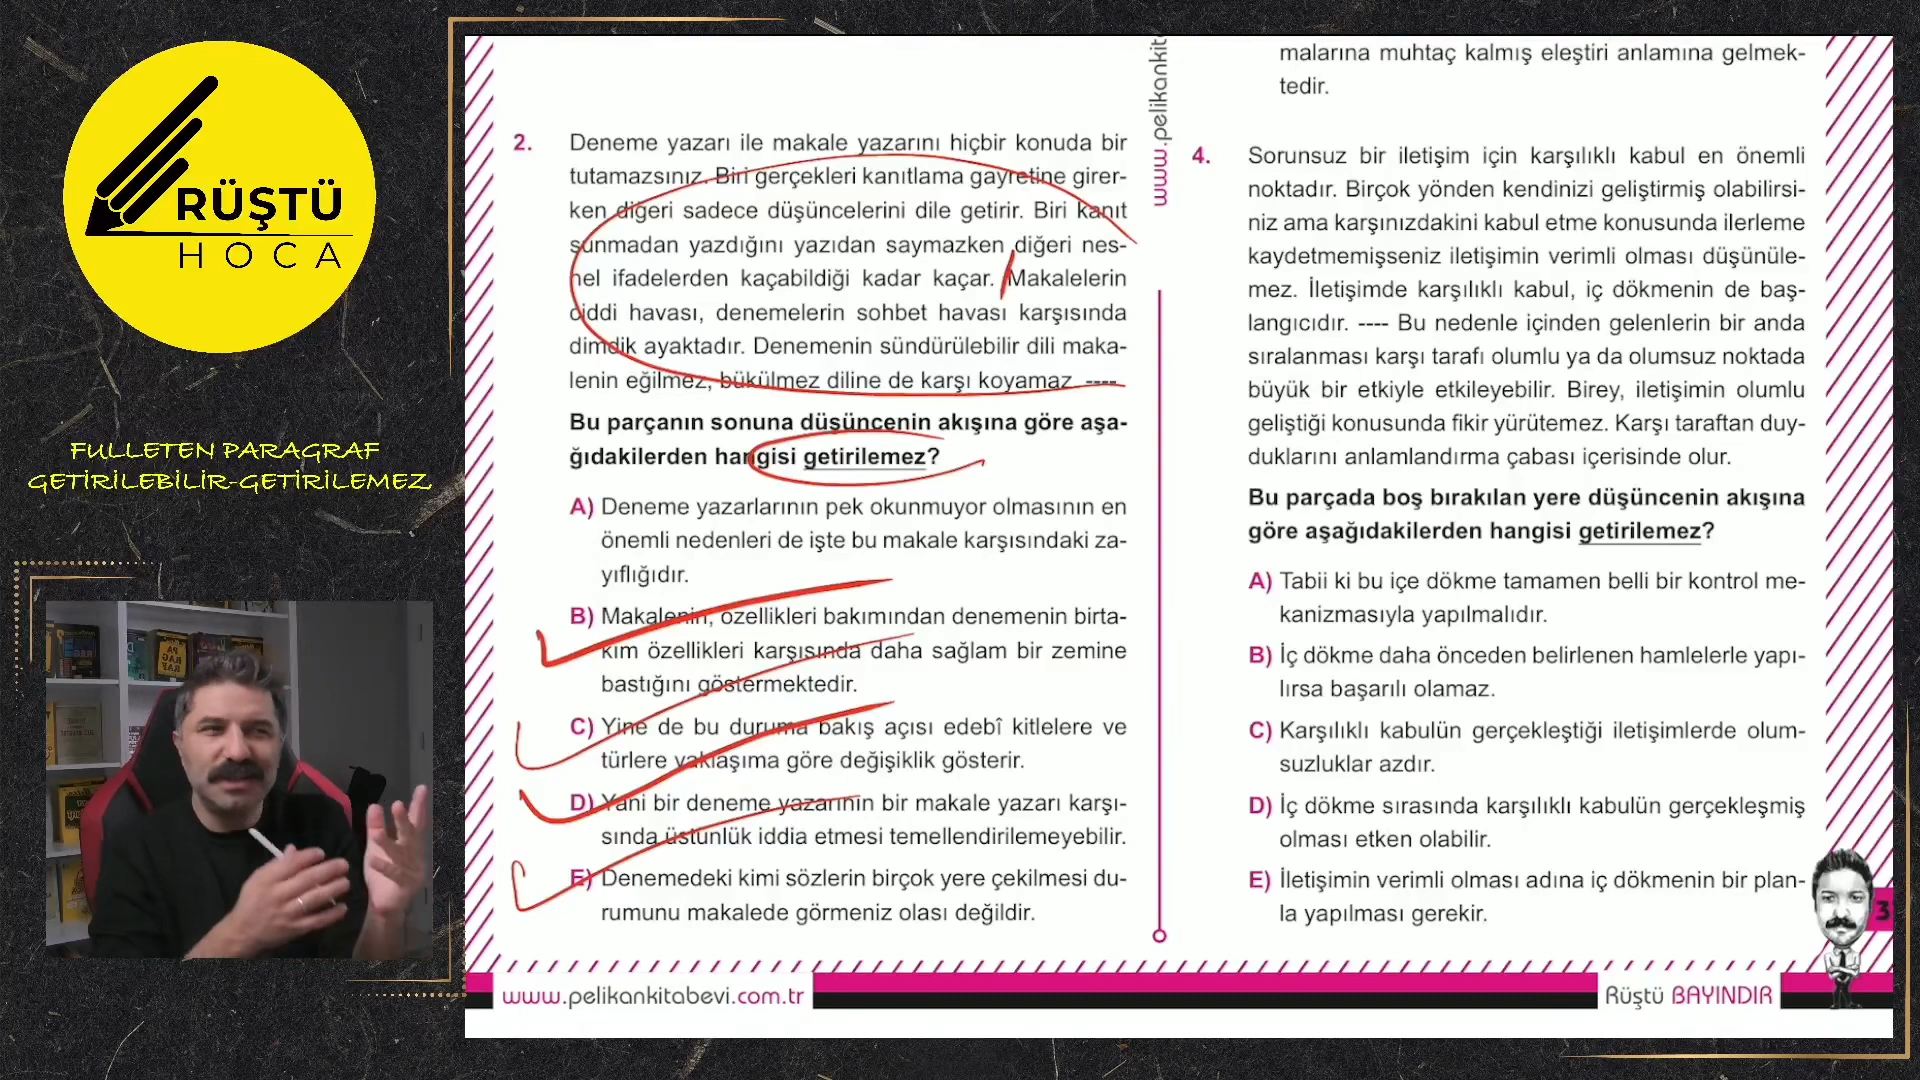 RÜŞTÜ
HOCA
FULLETEN PARAGRAF
GETİRİLEBİLİR-GETİRİLEMEZ
2.
Deneme yazarı ile makale yazarını hiçbir konuda bir
tutamazsınız. Biri gerçekleri kanıtlama gayretine girer-
ken diğeri sadece düşüncelerini dile getirir. Biri kanıt
sunmadan yazdığını yazıdan saymazken diğeri nes-
nel ifadelerden kaçabildiği kadar kaçar. Makalelerin
ciddi havası, denemelerin sohbet havası karşısında
dimdik ayaktadır. Denemenin sündürülebilir dili maka-
lenin eğilmez, bükülmez diline de karşı koyamaz. ----
Bu parçanın sonuna düşüncenin akışına göre aşa-
ğıdakilerden hangisi getirilemez?
A) Deneme yazarlarının pek okunmuyor olmasının en
önemli nedenleri de işte bu makale karşısındaki za-
yıflığıdır.
B) Makalenin, özellikleri bakımından denemenin birta-
kım özellikleri karşısında daha sağlam bir zemine
bastığını göstermektedir.
C) Yine de bu duruma bakış açısı edebî kitlelere ve
türlere yaklaşıma göre değişiklik gösterir.
D) Yani bir deneme yazarının bir makale yazarı karşı-
sında üstünlük iddia etmesi temellendirilemeyebilir.
E) Denemedeki kimi sözlerin birçok yere çekilmesi du-
rumunu makalede görmeniz olası değildir.
www.pelikankit
malarına muhtaç kalmış eleştiri anlamına gelmek-
tedir.
4.
Sorunsuz bir iletişim için karşılıklı kabul en önemli
noktadır. Birçok yönden kendinizi geliştirmiş olabilirsi-
niz ama karşınızdakini kabul etme konusunda ilerleme
kaydetmemişseniz iletişimin verimli olması düşünüle-
mez. İletişimde karşılıklı kabul, iç dökmenin de baş-
langıcıdır. ---- Bu nedenle içinden gelenlerin bir anda
sıralanması karşı tarafı olumlu ya da olumsuz noktada
büyük bir etkiyle etkileyebilir. Birey, iletişimin olumlu
geliştiği konusunda fikir yürütemez. Karşı taraftan duy-
duklarını anlamlandırma çabası içerisinde olur.
Bu parçada boş bırakılan yere düşüncenin akışına
göre aşağıdakilerden hangisi getirilemez?
A) Tabii ki bu içe dökme tamamen belli bir kontrol me-
kanizmasıyla yapılmalıdır.
B) İç dökme daha önceden belirlenen hamlelerle yapı-
lırsa başarılı olamaz.
C) Karşılıklı kabulün gerçekleştiği iletişimlerde olum-
suzluklar azdır.
D) İç dökme sırasında karşılıklı kabulün gerçekleşmiş
olması etken olabilir.
E) İletişimin verimli olması adına iç dökmenin bir plan-
la yapılması gerekir.
3
www.pelikankitabevi.com.tr
Rüştü BAYINDIR